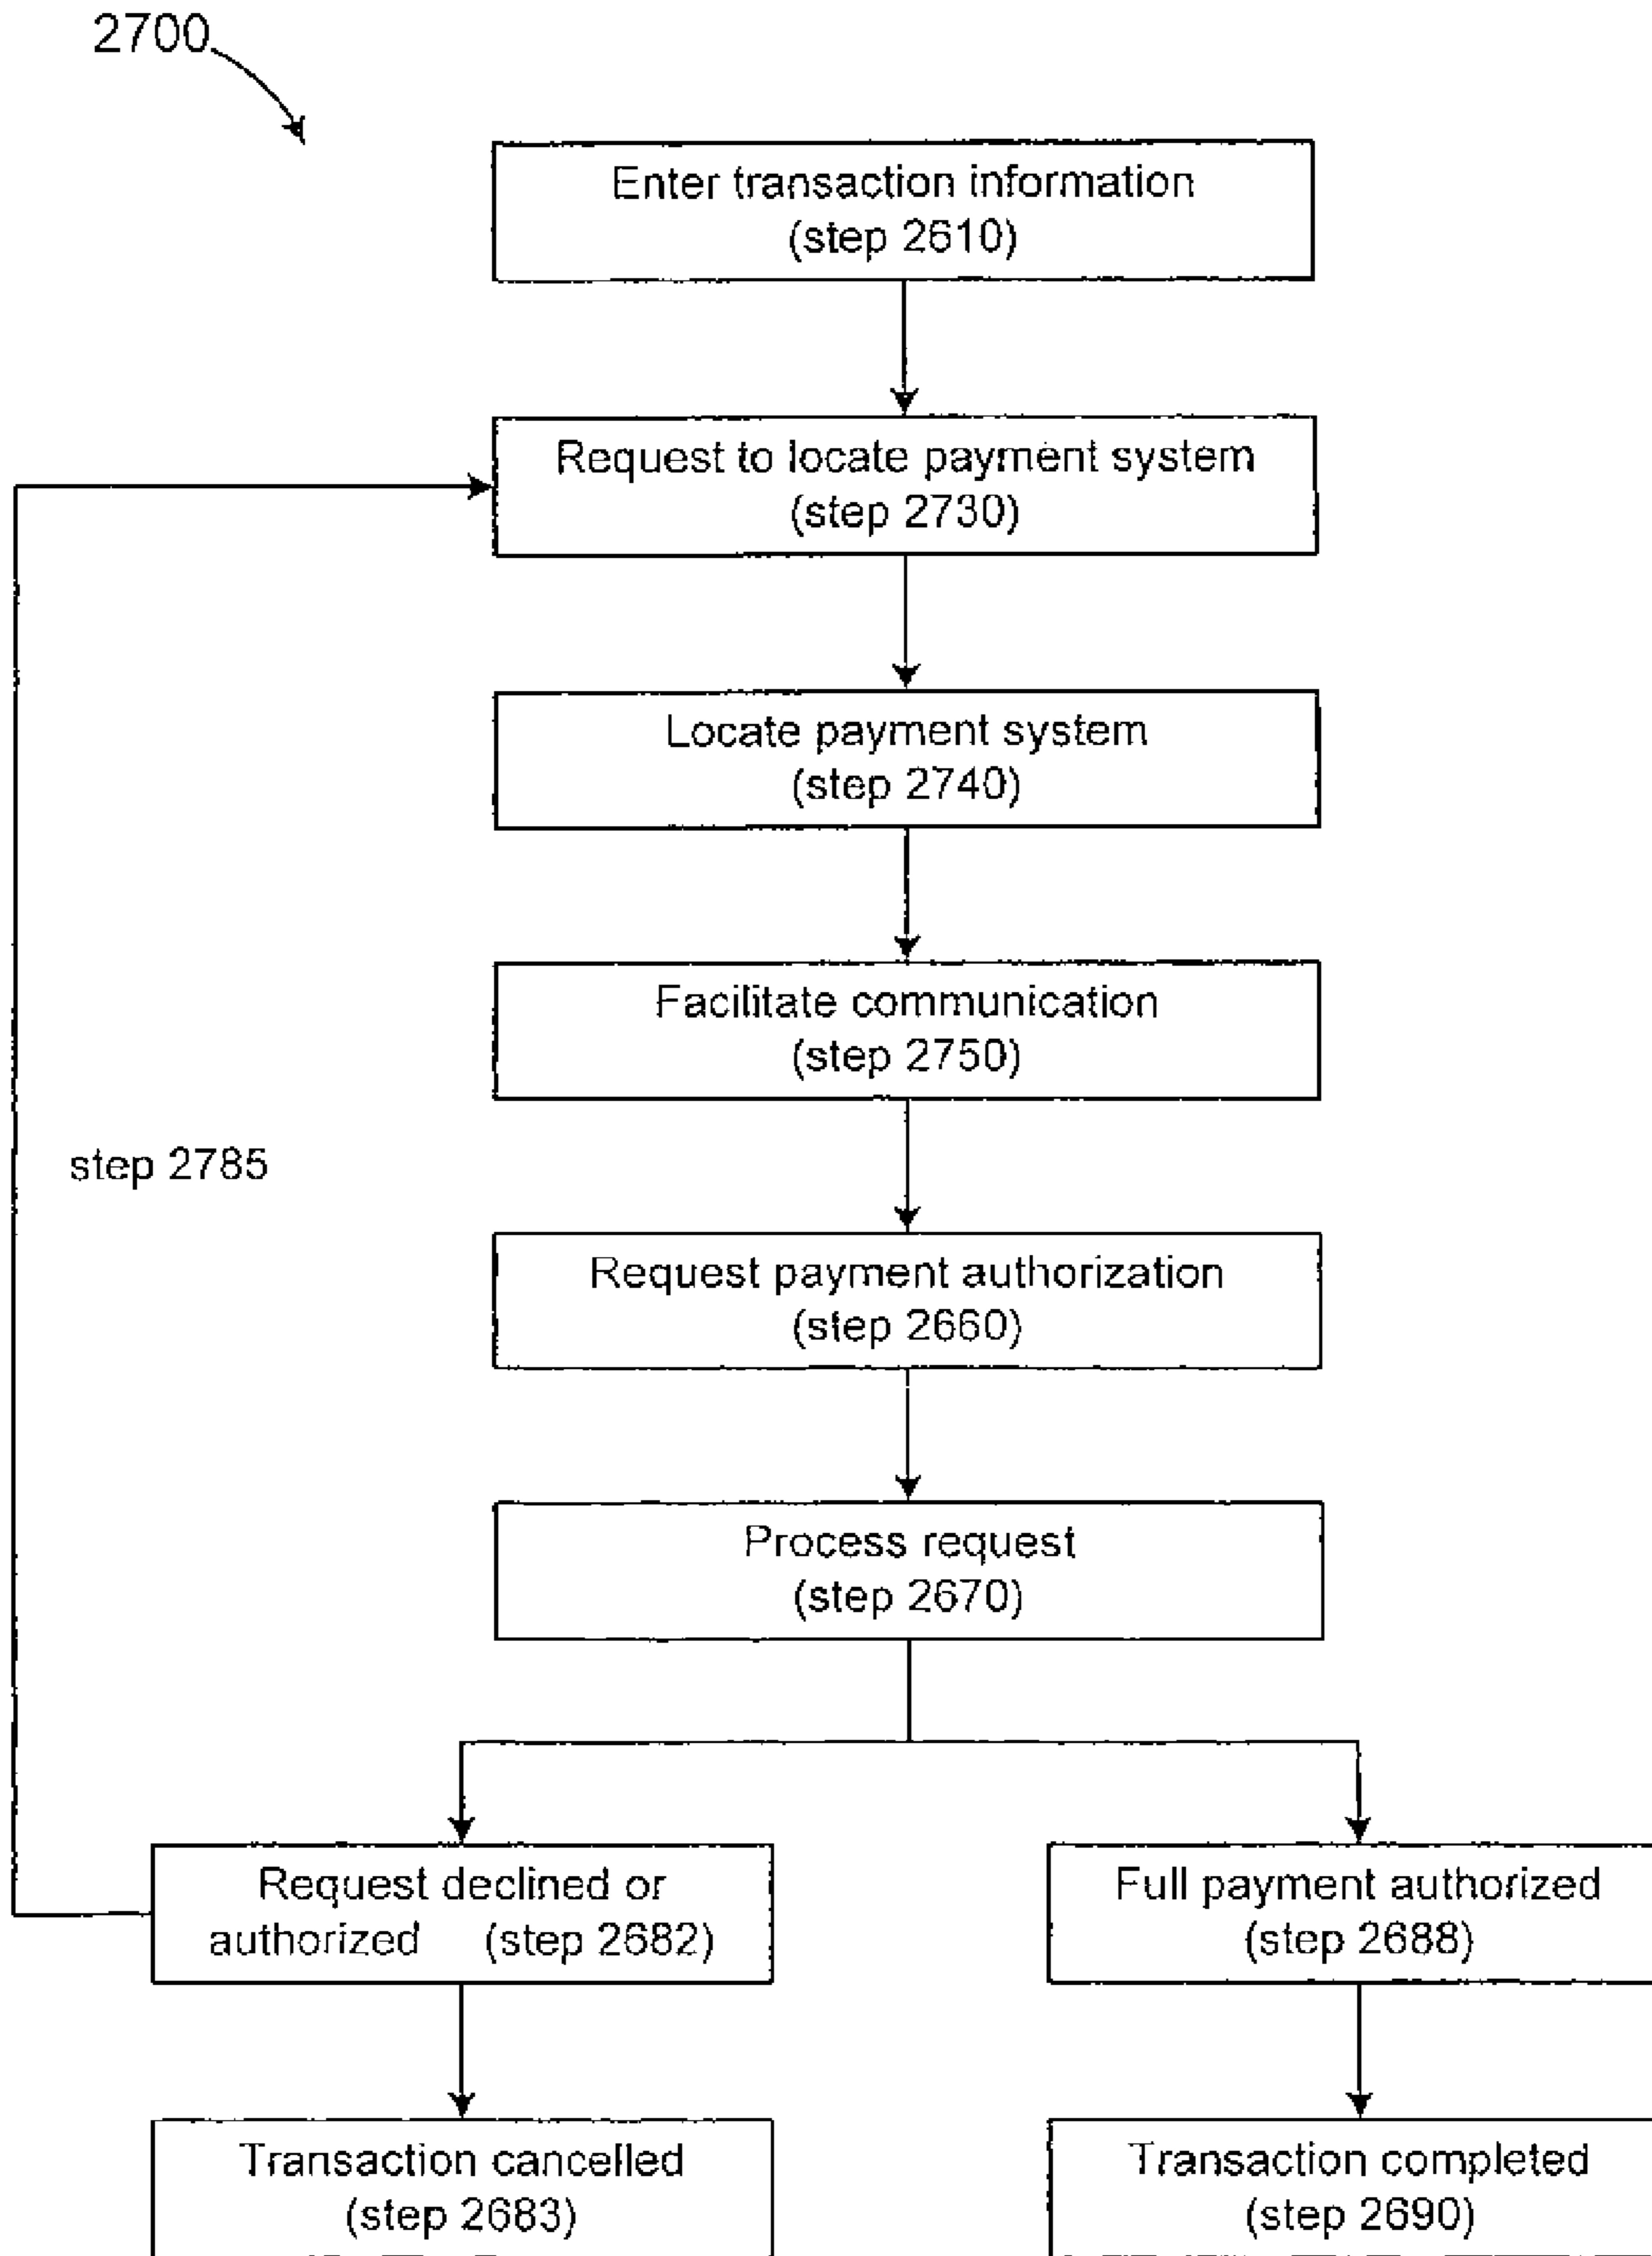 2700
Enter transaction information
(step 2610)
Request to locate payment system
(step 2730)
Locate payment system
(step 2740)
Facilitate communication
(step 2750)
step 2785
Request payment authorization
(step 2660)
Process request
(step 2670)
Request declined or
authorized (step 2682)
Full payment authorized
(step 2688)
Transaction cancelled
(step 2683)
Transaction completed
(step 2690)